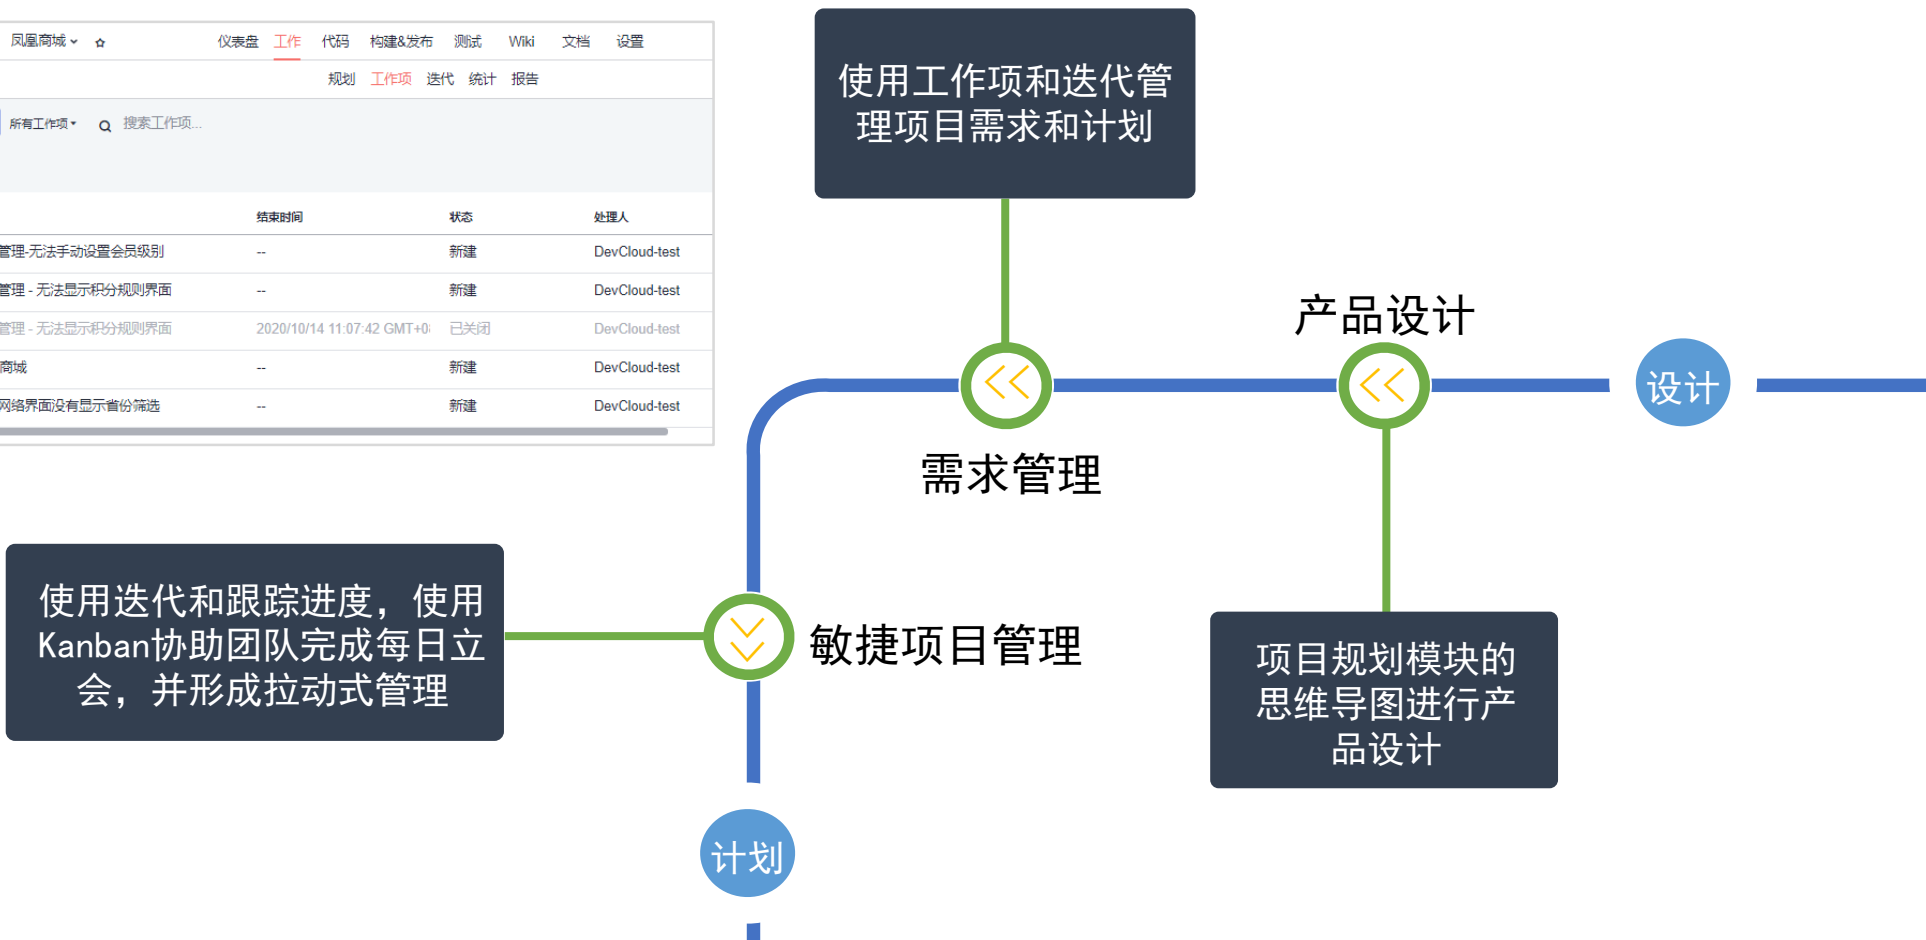 凤凰商城
仪表盘 工作 代码 构建&发布 测试 Wiki 文档 设置
规划 工作项 迭代 统计 报告
所有工作项 搜索工作项...
结束时间 状态 处理人
管理-无法手动设置会员级别 -- 新建 DevCloud-test
管理 - 无法显示积分规则界面 -- 新建 DevCloud-test
管理 - 无法显示积分规则界面 2020/10/14 11:07:42 GMT+0 已关闭 DevCloud-test
商城 -- 新建 DevCloud-test
网络界面没有显示省份筛选 -- 新建 DevCloud-test
使用工作项和迭代管
理项目需求和计划
产品设计
设计
需求管理
使用迭代和跟踪进度，使用
Kanban协助团队完成每日立
会，并形成拉动式管理
敏捷项目管理
项目规划模块的
思维导图进行产
品设计
计划